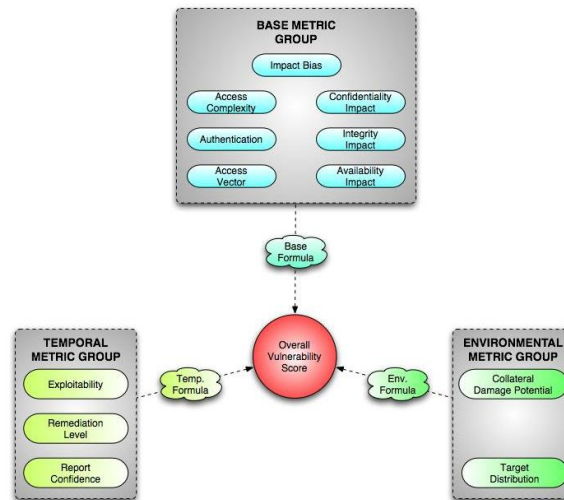 BASE METRIC
GROUP
Impact Bias
Access
Complexity
Confidentiality
Impact
Authentication
Integrity
Impact
Access
Vector
Availability
Impact
Base
Formula
TEMPORAL
METRIC GROUP
Exploitability
Remediation
Level
Report
Confidence
Temp.
Formula
Overall
Vulnerability
Score
Env.
Formula
ENVIRONMENTAL
METRIC GROUP
Collateral
Damage Potential
Target
Distribution